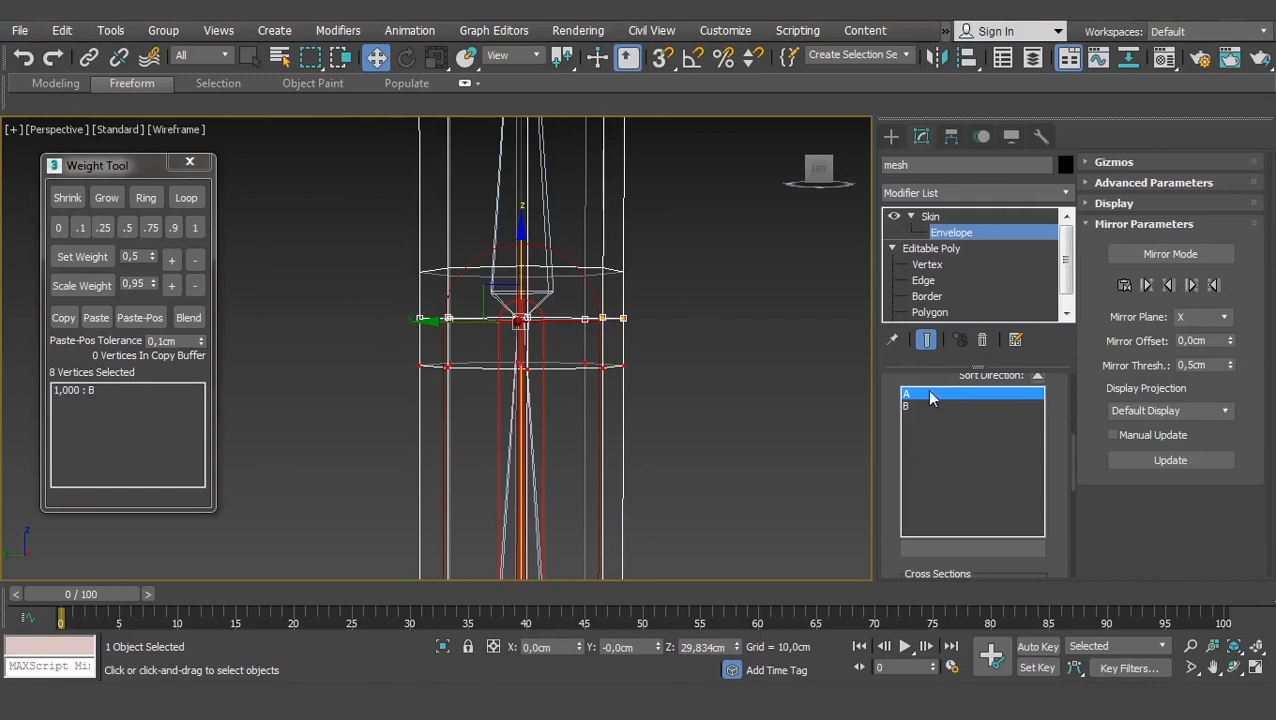 File Edit Tools Group Views Create Modifiers Animation Graph Editors Rendering Civil View Customize Scripting Content » Sign In Workspaces: Default
All View Create Selection Se
Modeling Freeform Selection Object Paint Populate
[+] [Perspective] [Standard] [Wireframe]
3 Weight Tool
Shrink Grow Ring Loop
0 .1 .25 .5 .75 .9 1
Set Weight 0,5 + -
Scale Weight 0,95 + -
Copy Paste Paste-Pos Blend
Paste-Pos Tolerance 0,1cm
0 Vertices In Copy Buffer
8 Vertices Selected
1,000 : B
LEFT
z
y
z
y
mesh
Modifier List
Skin
Envelope
Editable Poly
Vertex
Edge
Border
Polygon
Sort Direction:
A
B
Cross Sections
Gizmos
Advanced Parameters
Display
Mirror Parameters
Mirror Mode
Mirror Plane: X
Mirror Offset: 0,0cm
Mirror Thresh.: 0,5cm
Display Projection
Default Display
Manual Update
Update
< 0 / 100 >
0 5 10 15 20 25 30 35 40 45 50 55 60 65 70 75 80 85 90 95 100
1 Object Selected X: 0,0cm Y: -0,0cm Z: 29,834cm Grid = 10,0cm Auto Key Selected
MAXScript Mi Click or click-and-drag to select objects Add Time Tag 0 Set Key Key Filters...